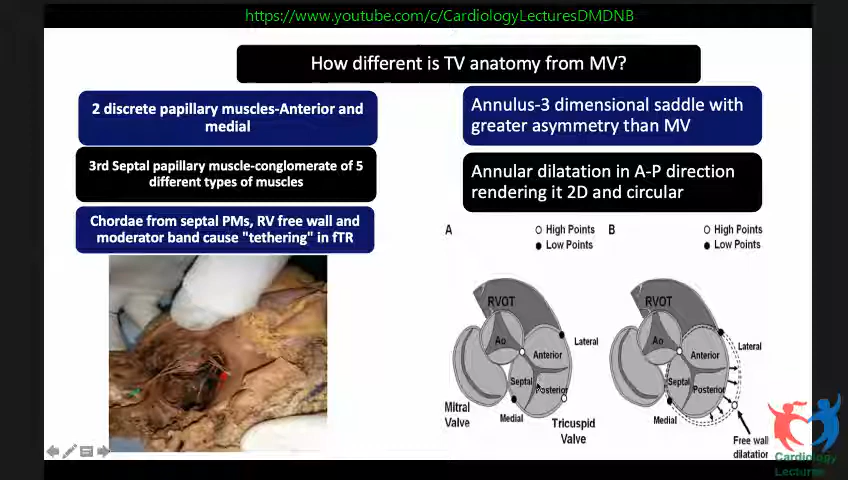 https://www.youtube.com/c/CardiologyLecturesDMDNB
How different is TV anatomy from MV?
2 discrete papillary muscles-Anterior and
medial
3rd Septal papillary muscle-conglomerate of 5
different types of muscles
Chordae from septal PMs, RV free wall and
moderator band cause "tethering" in fTR
Annulus-3 dimensional saddle with
greater asymmetry than MV
Annular dilatation in A-P direction
rendering it 2D and circular
A
High Points
Low Points
RVOT
Ao
Lateral
Anterior
Septal
Posterior
Medial
Mitral
Valve
Tricuspid
Valve
B
High Points
Low Points
RVOT
Ao
Lateral
Anterior
Septal
Posterior
Medial
Free wall
dilatation
Cardiology
Lectures